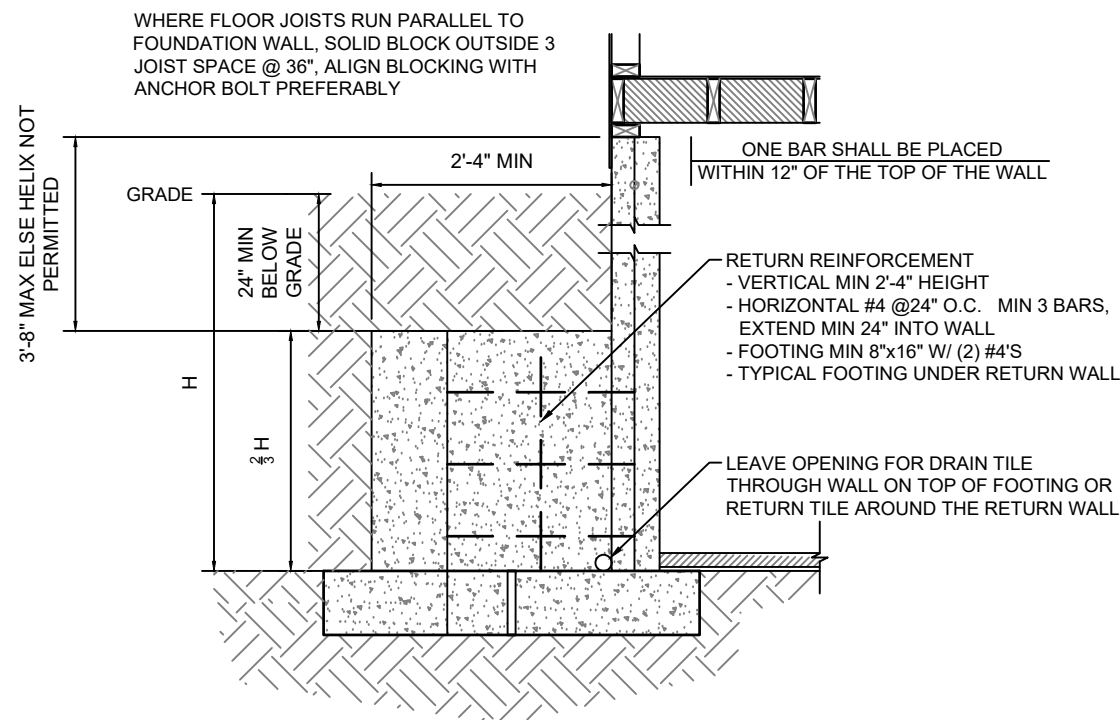 WHERE FLOOR JOISTS RUN PARALLEL TO
FOUNDATION WALL, SOLID BLOCK OUTSIDE 3
JOIST SPACE @ 36", ALIGN BLOCKING WITH
ANCHOR BOLT PREFERABLY
3'-8" MAX ELSE HELIX NOT
PERMITTED
GRADE
2'-4" MIN
ONE BAR SHALL BE PLACED
WITHIN 12" OF THE TOP OF THE WALL
24" MIN
BELOW
GRADE
H
2/3 H
RETURN REINFORCEMENT
- VERTICAL MIN 2'-4" HEIGHT
- HORIZONTAL #4 @24" O.C. MIN 3 BARS,
EXTEND MIN 24" INTO WALL
- FOOTING MIN 8"x16" W/ (2) #4'S
- TYPICAL FOOTING UNDER RETURN WALL
LEAVE OPENING FOR DRAIN TILE
THROUGH WALL ON TOP OF FOOTING OR
RETURN TILE AROUND THE RETURN WALL